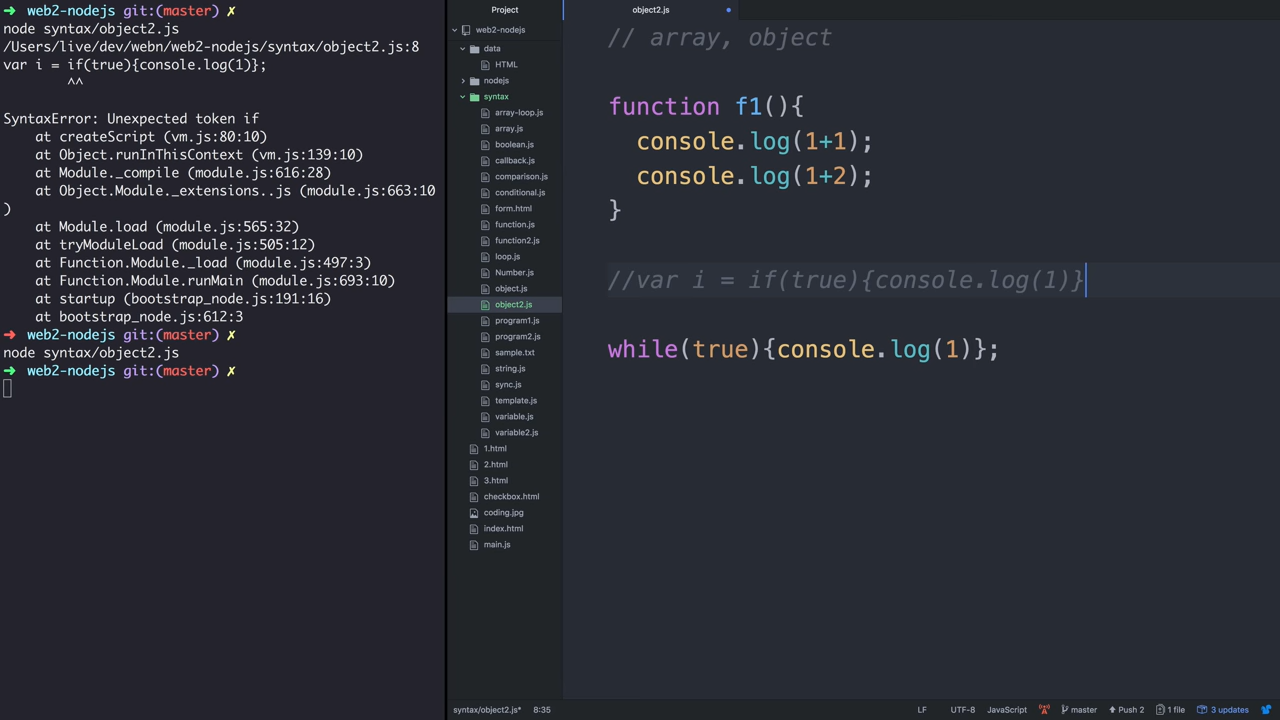 ➜ web2-nodejs git:(master) ✗
node syntax/object2.js
/Users/live/dev/webn/web2-nodejs/syntax/object2.js:8
var i = if(true){console.log(1)};
^^
SyntaxError: Unexpected token if
at createScript (vm.js:80:10)
at Object.runInThisContext (vm.js:139:10)
at Module._compile (module.js:616:28)
at Object.Module._extensions..js (module.js:663:10
)
at Module.load (module.js:565:32)
at tryModuleLoad (module.js:505:12)
at Function.Module._load (module.js:497:3)
at Function.Module.runMain (module.js:693:10)
at startup (bootstrap_node.js:191:16)
at bootstrap_node.js:612:3
➜ web2-nodejs git:(master) ✗
node syntax/object2.js
➜ web2-nodejs git:(master) ✗
Project
web2-nodejs
data
HTML
nodejs
syntax
array-loop.js
array.js
boolean.js
callback.js
comparison.js
conditional.js
form.html
function.js
function2.js
loop.js
Number.js
object.js
object2.js
program1.js
program2.js
sample.txt
string.js
sync.js
template.js
variable.js
variable2.js
1.html
2.html
3.html
checkbox.html
coding.jpg
index.html
main.js
object2.js
// array, object
function f1(){
console.log(1+1);
console.log(1+2);
}
//var i = if(true){console.log(1)}
while(true){console.log(1)};
syntax/object2.js* 8:35 LF UTF-8 JavaScript master Push 2 1 file 3 updates